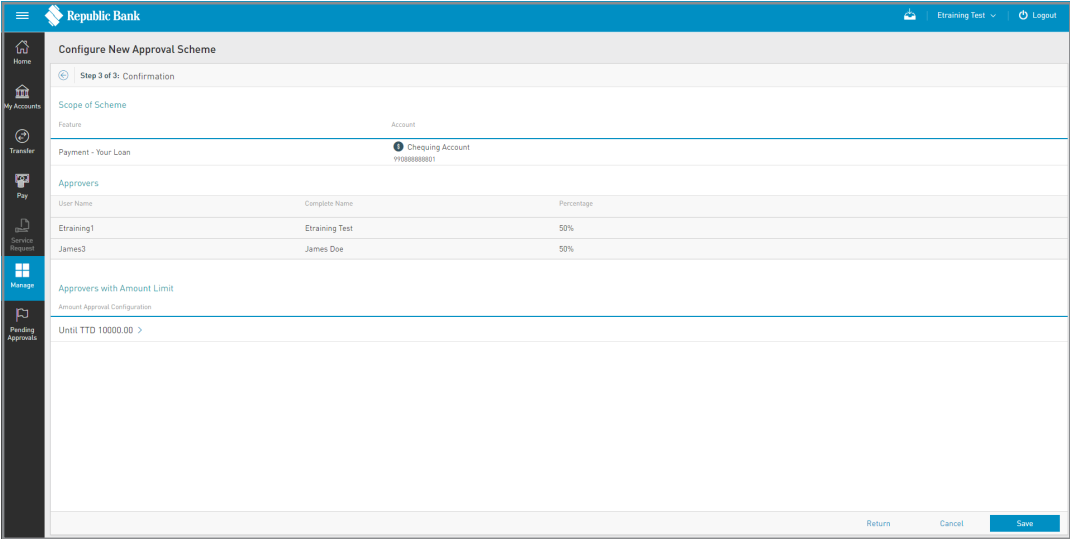 Republic Bank
Etraining Test
Logout
Home
My Accounts
Transfer
Pay
Service
Request
Manage
Pending
Approvals
Configure New Approval Scheme
Step 3 of 3: Confirmation
Scope of Scheme
Feature Account
Payment - Your Loan Chequing Account
990888888801
Approvers
User Name Complete Name Percentage
Etraining1 Etraining Test 50%
James3 James Doe 50%
Approvers with Amount Limit
Amount Approval Configuration
Until TTD 10000.00 >
Return Cancel Save